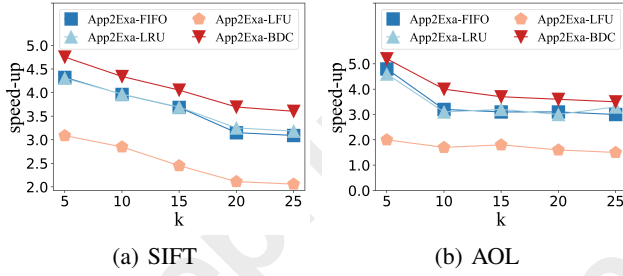 App2Exa-FIFO App2Exa-LFU
App2Exa-LRU App2Exa-BDC
speed-up
5.0
4.5
4.0
3.5
3.0
2.5
2.0
5 10 15 20 25
k
(a) SIFT
App2Exa-FIFO App2Exa-LFU
App2Exa-LRU App2Exa-BDC
speed-up
5.0
4.0
3.0
2.0
1.0
0.0
5 10 15 20 25
k
(b) AOL